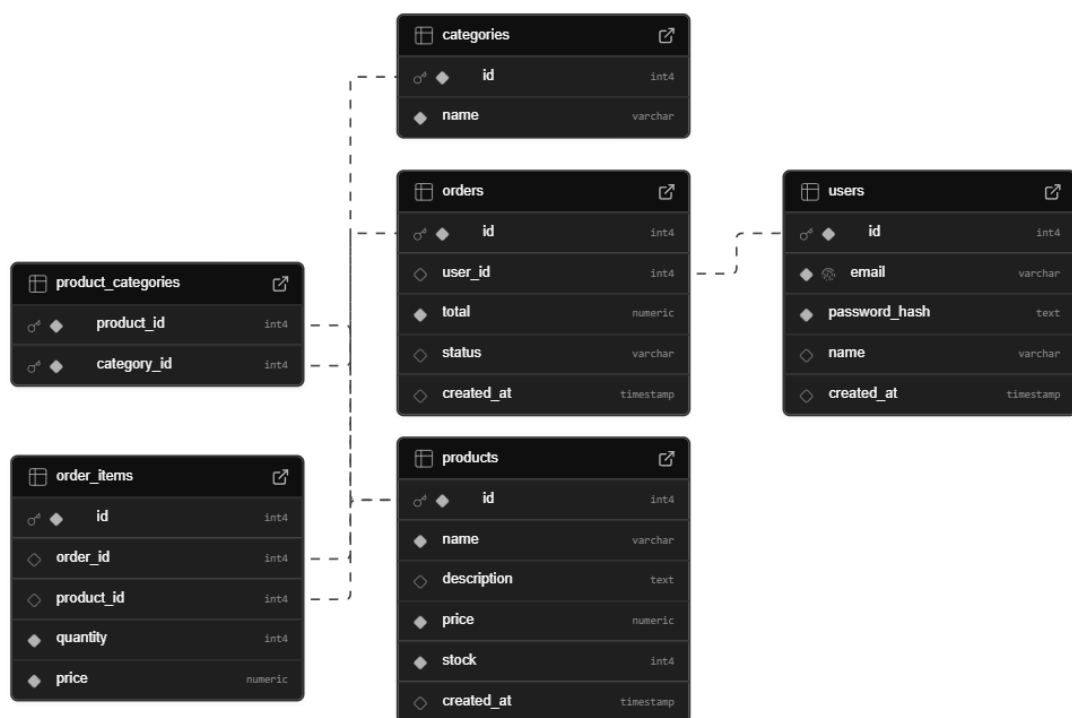 categories
id int4
name varchar
orders
id int4
user_id int4
total numeric
status varchar
created_at timestamp
users
id int4
email varchar
password_hash text
name varchar
created_at timestamp
product_categories
product_id int4
category_id int4
order_items
id int4
order_id int4
product_id int4
quantity int4
price numeric
products
id int4
name varchar
description text
price numeric
stock int4
created_at timestamp